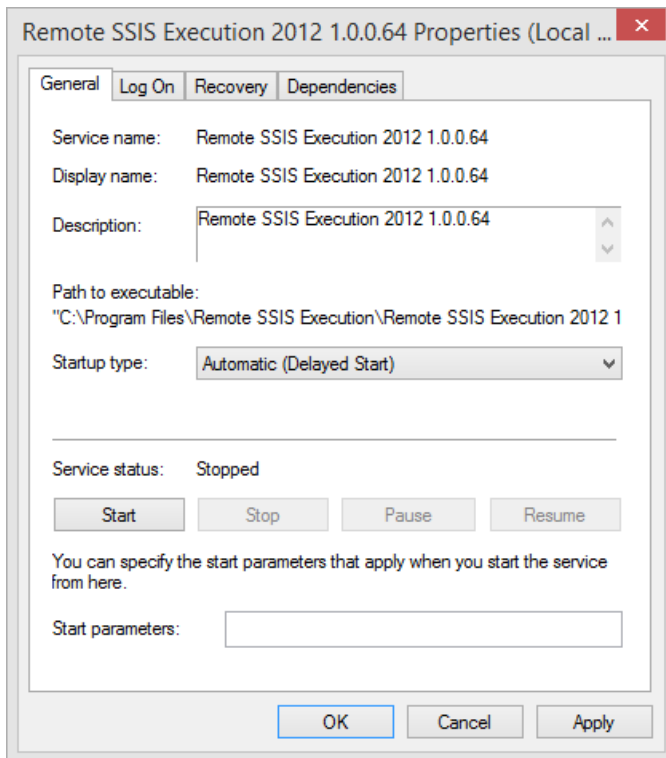 Remote SSIS Execution 2012 1.0.0.64 Properties (Local ...
General Log On Recovery Dependencies
Service name: Remote SSIS Execution 2012 1.0.0.64
Display name: Remote SSIS Execution 2012 1.0.0.64
Description: Remote SSIS Execution 2012 1.0.0.64
Path to executable:
"C:\Program Files\Remote SSIS Execution\Remote SSIS Execution 2012 1
Startup type: Automatic (Delayed Start)
Service status: Stopped
Start Stop Pause Resume
You can specify the start parameters that apply when you start the service
from here.
Start parameters:
OK Cancel Apply